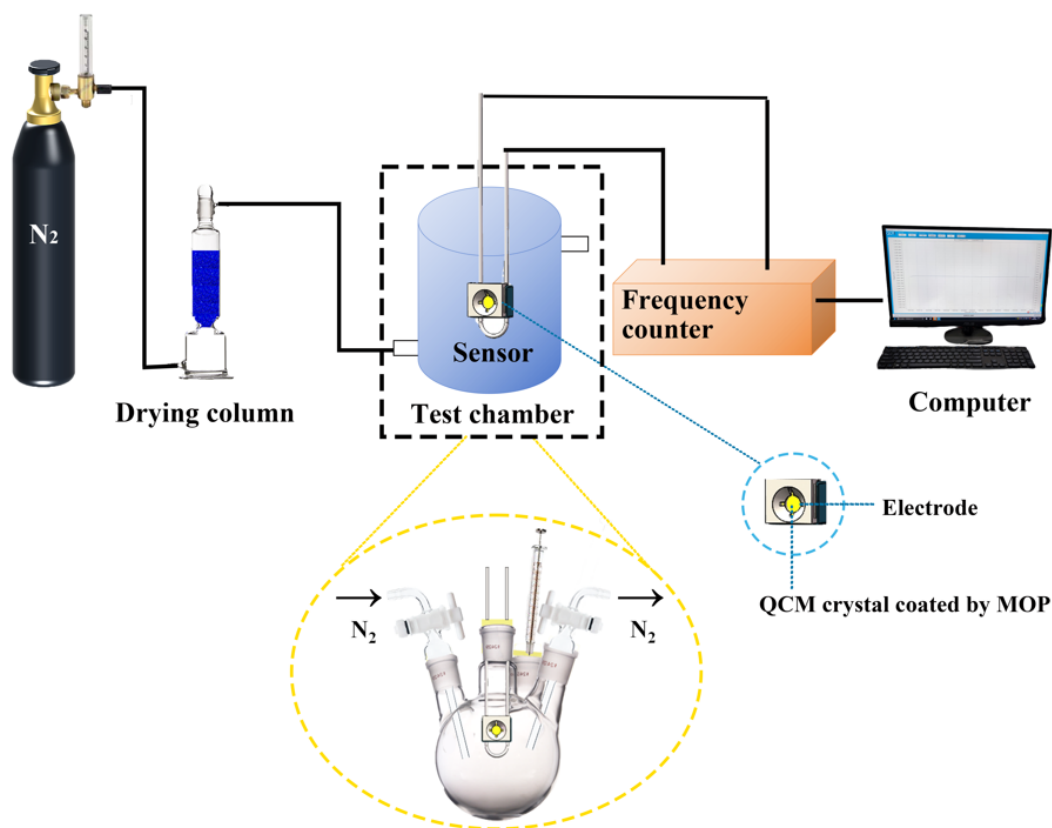 N2
Drying column
Sensor
Test chamber
Frequency
counter
Computer
Electrode
QCM crystal coated by MOP
N2
N2